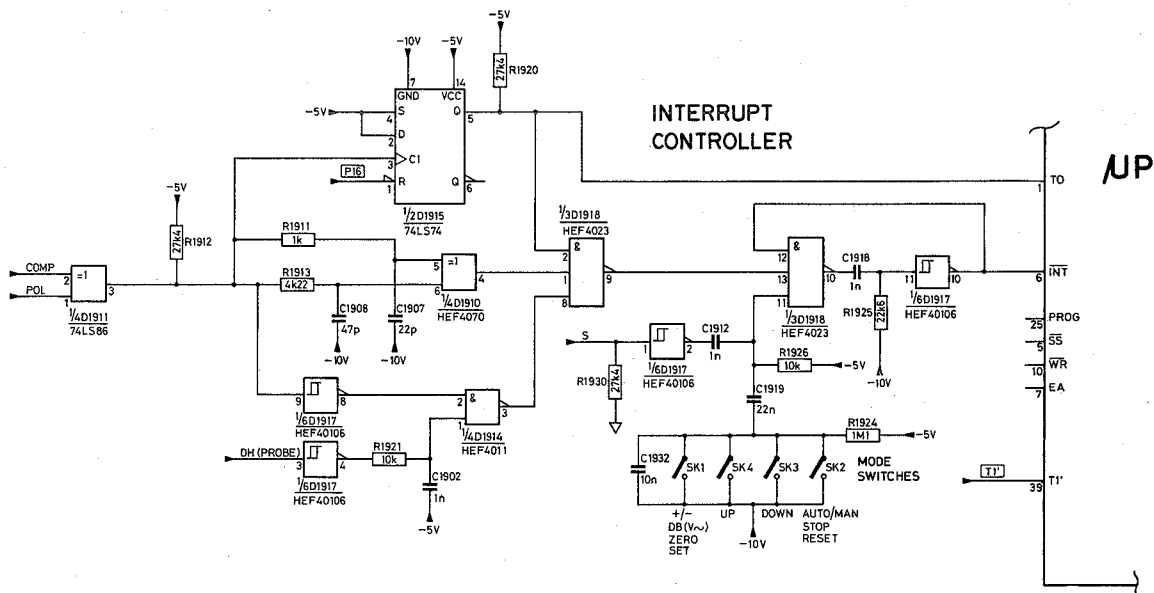 INTERRUPT
CONTROLLER
µP
-10V
-5V
-5V
27k4
R1920
7
14
GND
VCC
-5V
4
S
Q
5
2
D
3
C1
P16
1
R
Q
6
1/2D1915
74LS74
-5V
27k4
R1912
COMP
2
=1
3
POL
1
1/4D1911
74LS86
R1911
1k
R1913
4k22
5
=1
4
6
1/4D1910
HEF4070
C1908
47p
-10V
C1907
22p
-10V
9
8
1/6D1917
HEF40106
DH (PROBE)
3
4
1/6D1917
HEF40106
R1921
10k
2
&
3
1
1/4D1914
HEF4011
C1902
1n
-5V
1/3D1918
HEF4023
&
2
1
9
8
1/3D1918
HEF4023
12
&
13
10
11
C1918
1n
R1925
22k6
-10V
11
10
1/6D1917
HEF40106
S
R1930
27k4
1
2
1/6D1917
HEF40106
C1912
1n
R1926
10k
-5V
C1919
22n
R1924
1M1
-5V
C1932
10n
SK1
SK4
SK3
SK2
MODE
SWITCHES
+/-
DB(V~)
ZERO
SET
UP
DOWN
AUTO/MAN
STOP
RESET
-10V
1
TO
6
INT
25
PROG
5
SS
10
WR
7
EA
T1'
39
T1'